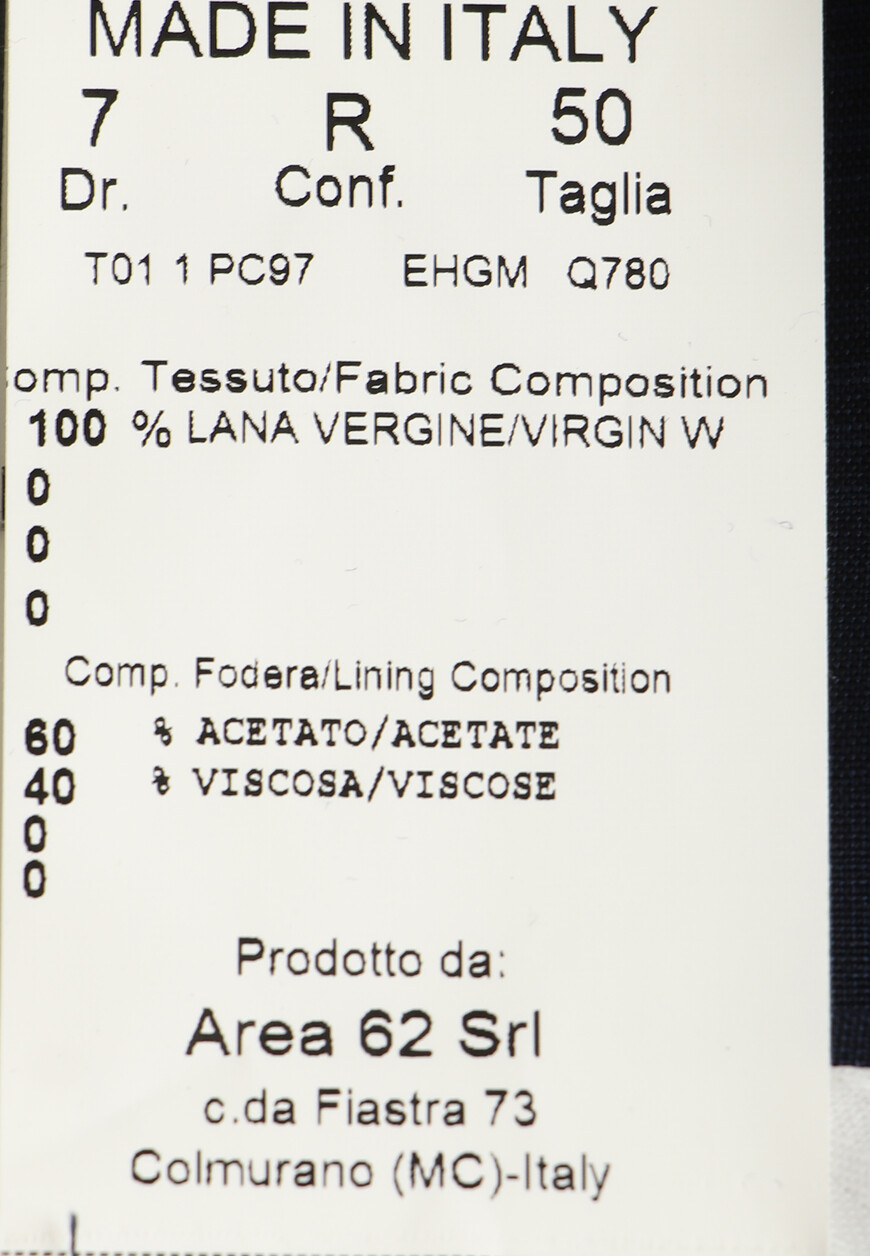 MADE IN ITALY
7 R 50
Dr. Conf. Taglia
T01 1 PC97 EHGM Q780
omp. Tessuto/Fabric Composition
100 % LANA VERGINE/VIRGIN W
0
0
0
Comp. Fodera/Lining Composition
60 % ACETATO/ACETATE
40 % VISCOSA/VISCOSE
0
0
Prodotto da:
Area 62 Srl
c.da Fiastra 73
Colmurano (MC)-Italy